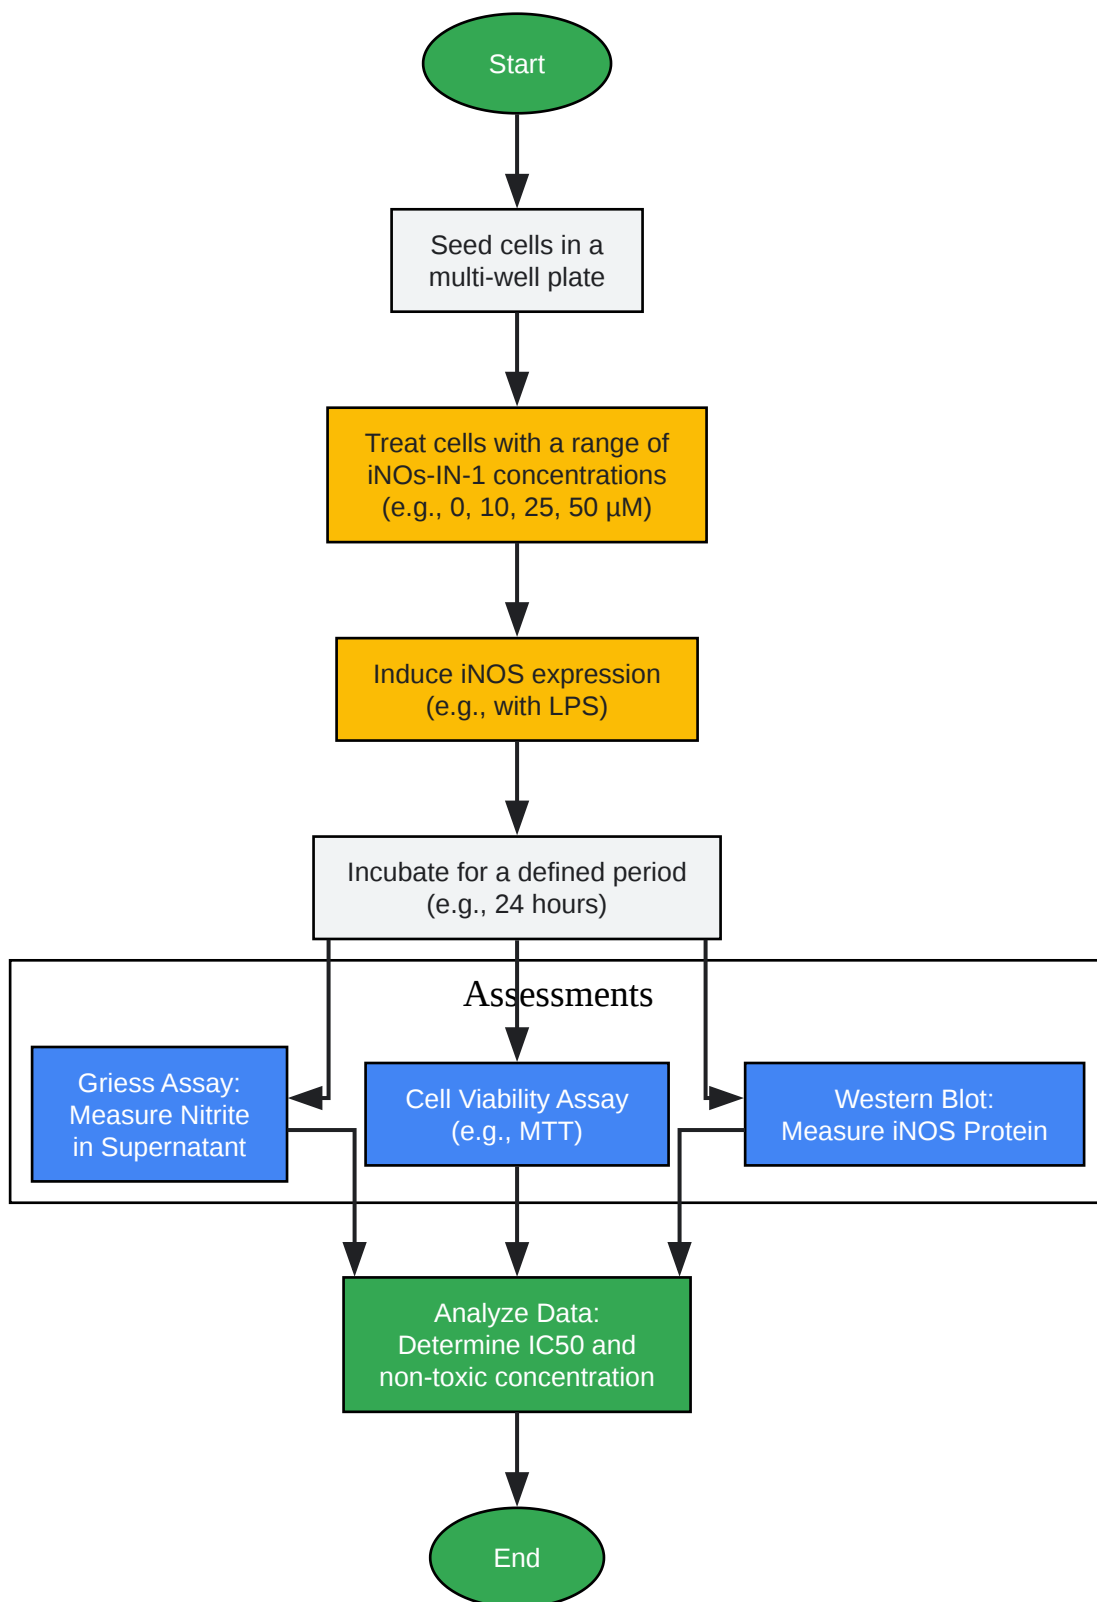 Start
Seed cells in a
multi-well plate
Treat cells with a range of
iNOs-IN-1 concentrations
(e.g., 0, 10, 25, 50 µM)
Induce iNOS expression
(e.g., with LPS)
Incubate for a defined period
(e.g., 24 hours)
Assessments
Griess Assay:
Measure Nitrite
in Supernatant
Cell Viability Assay
(e.g., MTT)
Western Blot:
Measure iNOS Protein
Analyze Data:
Determine IC50 and
non-toxic concentration
End